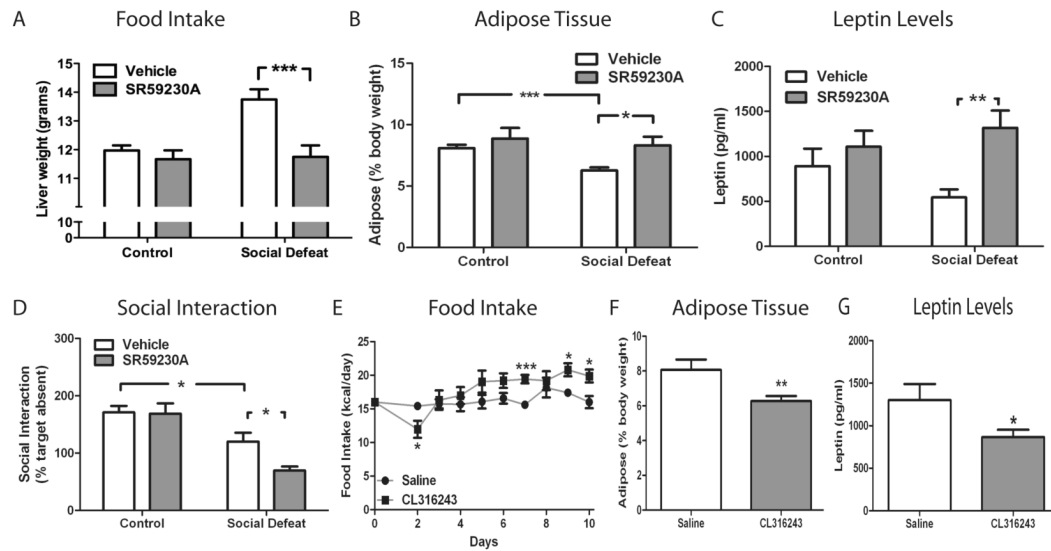 A Food Intake
Liver weight (grams)
15
14
13
12
11
10
0
Vehicle
SR59230A
***
Control Social Defeat
B Adipose Tissue
Adipose (% body weight)
15
10
5
0
Vehicle
SR59230A
***
*
Control Social Defeat
C Leptin Levels
Leptin (pg/ml)
2000
1500
1000
500
0
Vehicle
SR59230A
**
Control Social Defeat
D Social Interaction
Social Interaction
(% target absent)
300
200
100
0
Vehicle
SR59230A
*
*
Control Social Defeat
E Food Intake
Food Intake (kcal/day)
25
20
15
10
5
0
*
***
*
*
Saline
CL316243
0 2 4 6 8 10
Days
F Adipose Tissue
Adipose (% body weight)
10
8
6
4
2
0
**
Saline CL316243
G Leptin Levels
Leptin (pg/ml)
2000
1500
1000
500
0
*
Saline CL316243